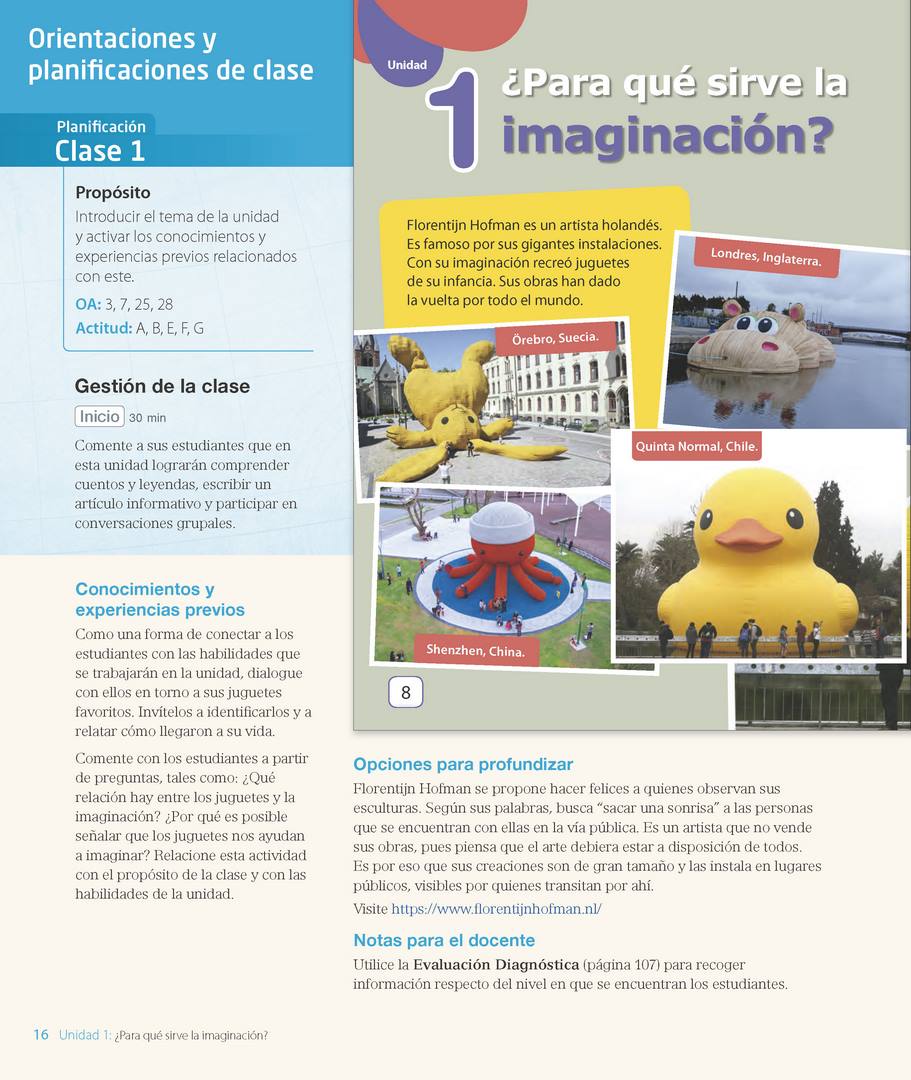 Orientaciones y
planificaciones de clase
Planificación
Clase 1
Propósito
Introducir el tema de la unidad
y activar los conocimientos y
experiencias previos relacionados
con este.
OA: 3, 7, 25, 28
Actitud: A, B, E, F, G
Gestión de la clase
Inicio 30 min
Comente a sus estudiantes que en
esta unidad lograrán comprender
cuentos y leyendas, escribir un
artículo informativo y participar en
conversaciones grupales.
Conocimientos y
experiencias previos
Como una forma de conectar a los
estudiantes con las habilidades que
se trabajarán en la unidad, dialogue
con ellos en torno a sus juguetes
favoritos. Invítelos a identificarlos y a
relatar cómo llegaron a su vida.
Comente con los estudiantes a partir
de preguntas, tales como: ¿Qué
relación hay entre los juguetes y la
imaginación? ¿Por qué es posible
señalar que los juguetes nos ayudan
a imaginar? Relacione esta actividad
con el propósito de la clase y con las
habilidades de la unidad.
Unidad
1
¿Para qué sirve la
imaginación?
Florentijn Hofman es un artista holandés.
Es famoso por sus gigantes instalaciones.
Con su imaginación recreó juguetes
de su infancia. Sus obras han dado
la vuelta por todo el mundo.
Londres, Inglaterra.
Örebro, Suecia.
Quinta Normal, Chile.
Shenzhen, China.
8
Opciones para profundizar
Florentijn Hofman se propone hacer felices a quienes observan sus
esculturas. Según sus palabras, busca “sacar una sonrisa” a las personas
que se encuentran con ellas en la vía pública. Es un artista que no vende
sus obras, pues piensa que el arte debiera estar a disposición de todos.
Es por eso que sus creaciones son de gran tamaño y las instala en lugares
públicos, visibles por quienes transitan por ahí.
Visite https://www.florentijnhofman.nl/
Notas para el docente
Utilice la Evaluación Diagnóstica (página 107) para recoger
información respecto del nivel en que se encuentran los estudiantes.
16 Unidad 1: ¿Para qué sirve la imaginación?